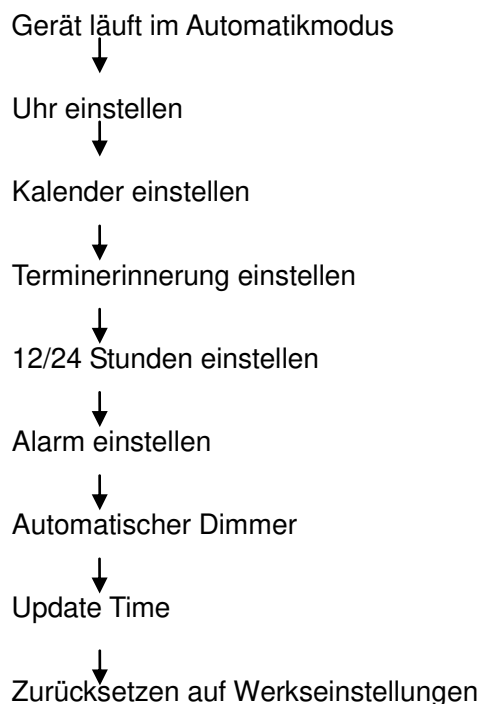 Gerät läuft im Automatikmodus
Uhr einstellen
Kalender einstellen
Terminerinnerung einstellen
12/24 Stunden einstellen
Alarm einstellen
Automatischer Dimmer
Update Time
Zurücksetzen auf Werkseinstellungen